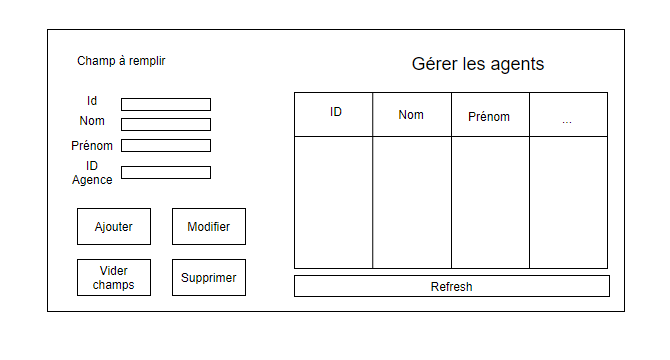 Champ à remplir
Id
Nom
Prénom
ID
Agence
Ajouter
Modifier
Vider
champs
Supprimer
Gérer les agents
ID
Nom
Prénom
...
Refresh